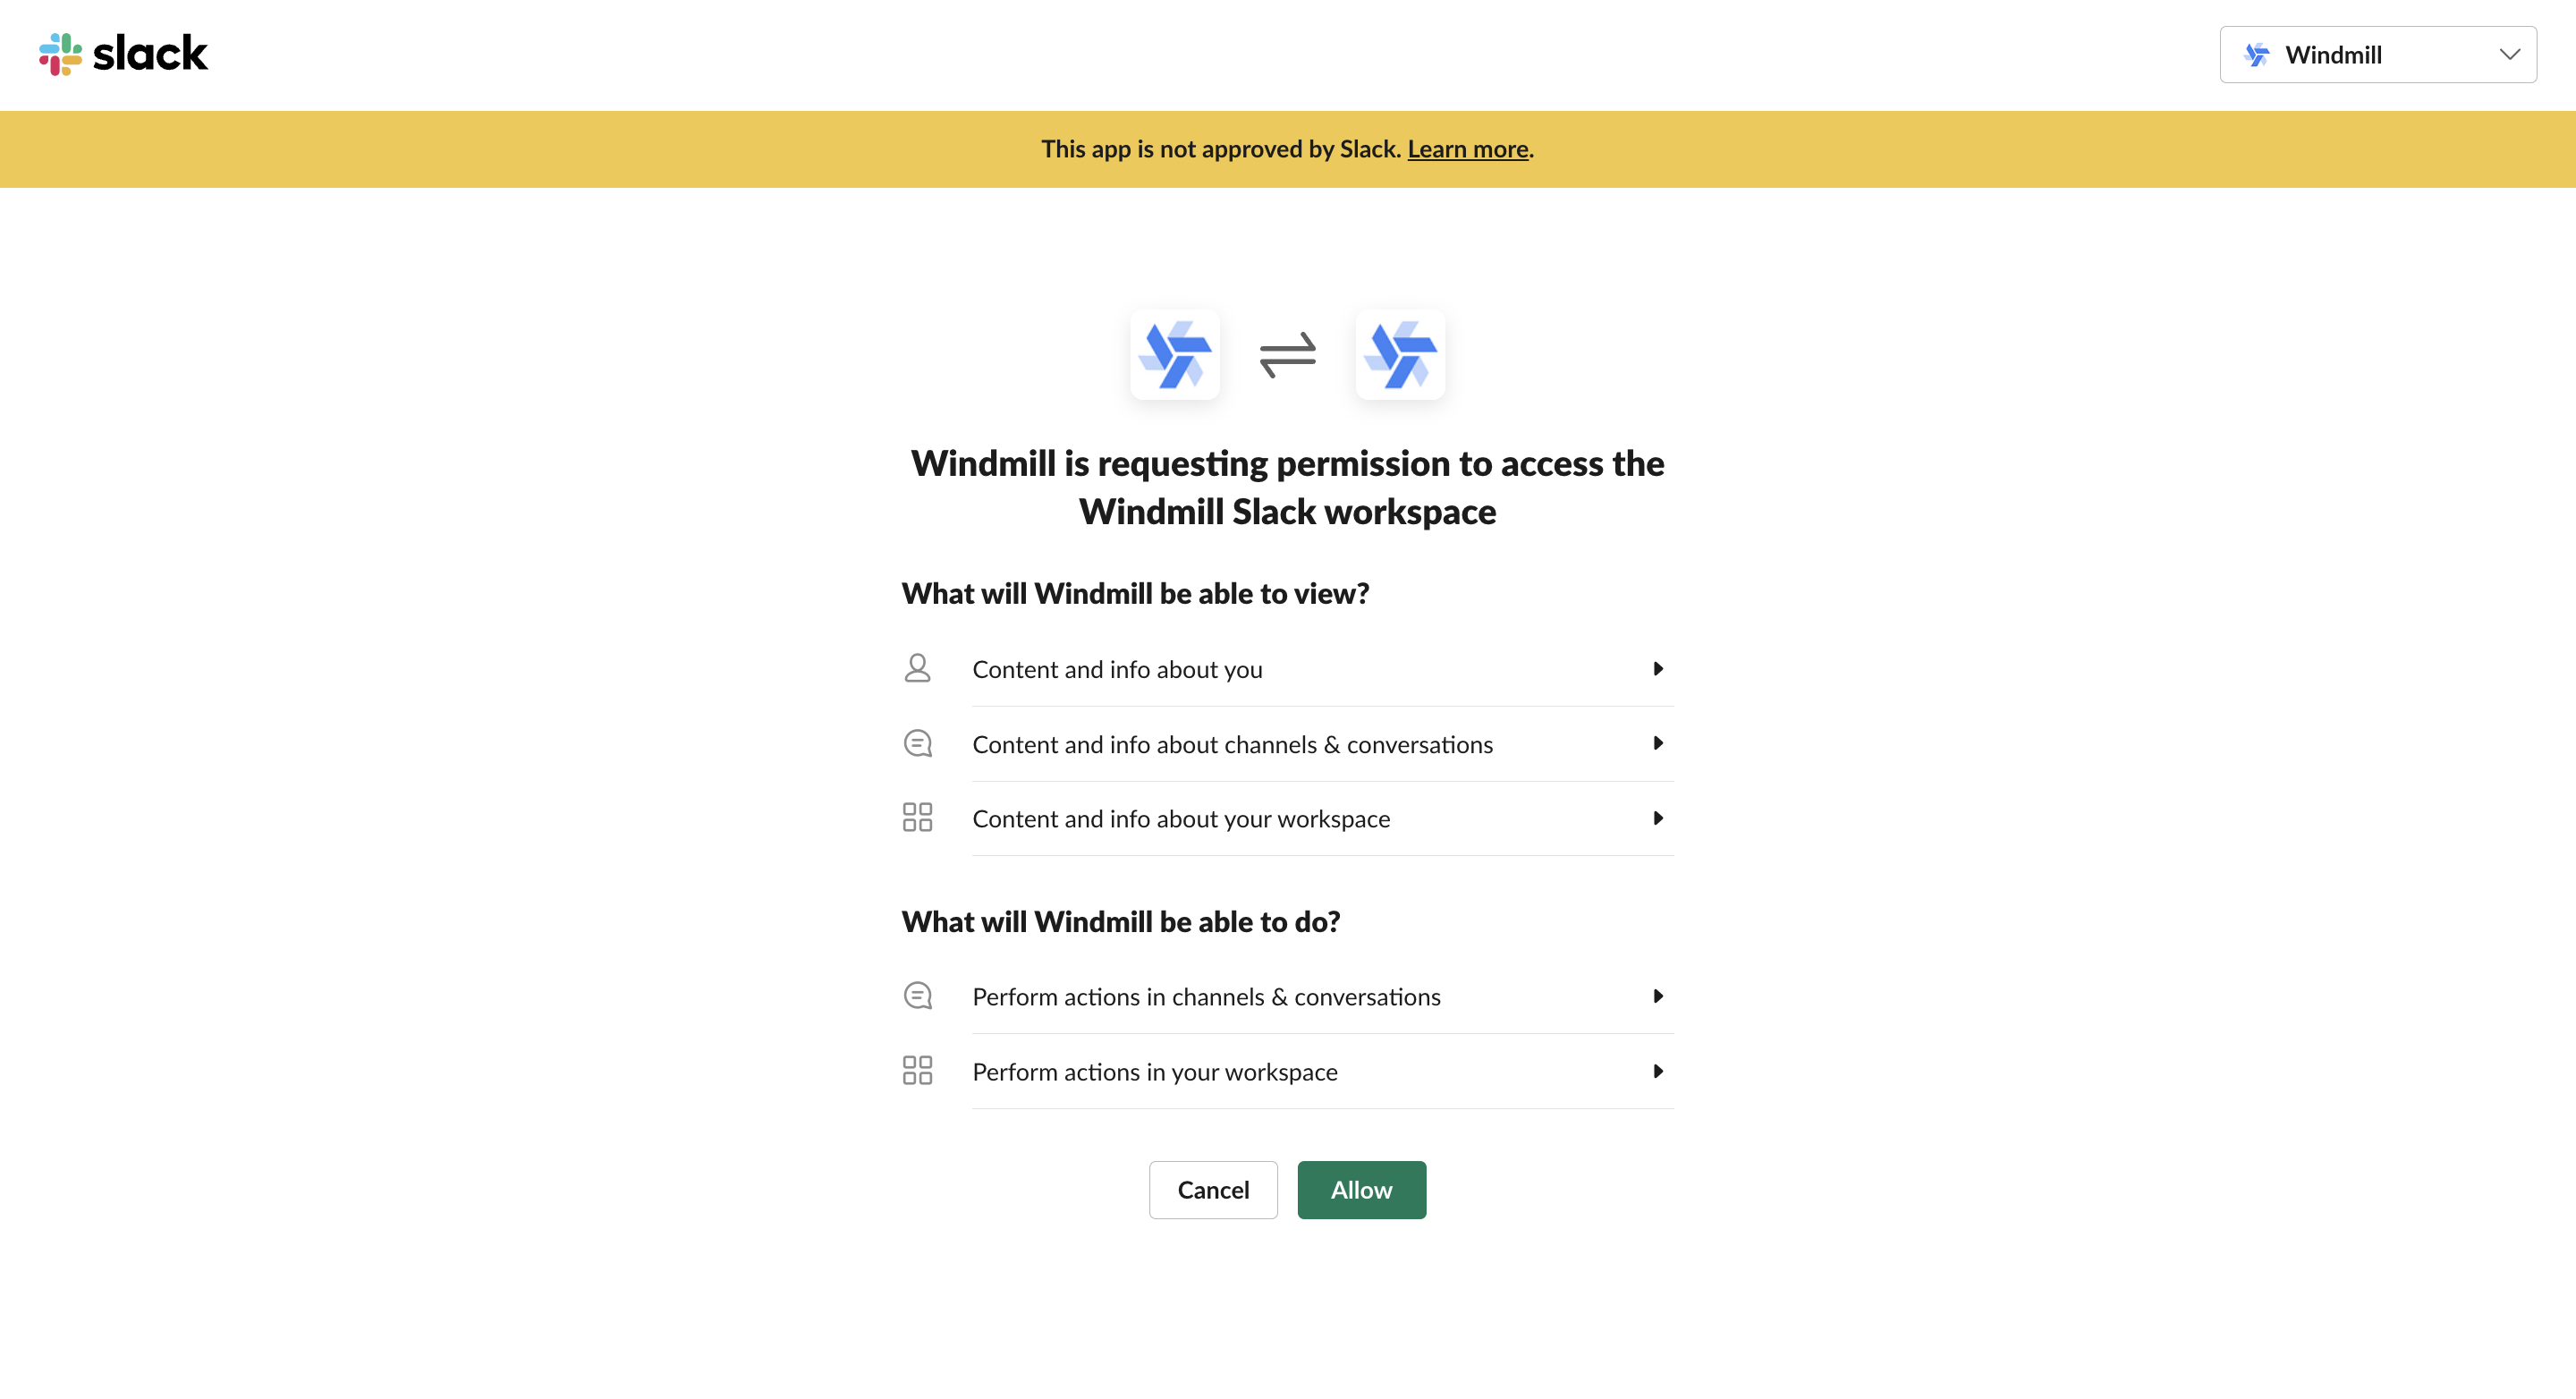 slack
Windmill
This app is not approved by Slack. Learn more.
Windmill is requesting permission to access the
Windmill Slack workspace
What will Windmill be able to view?
Content and info about you
Content and info about channels & conversations
Content and info about your workspace
What will Windmill be able to do?
Perform actions in channels & conversations
Perform actions in your workspace
Cancel
Allow